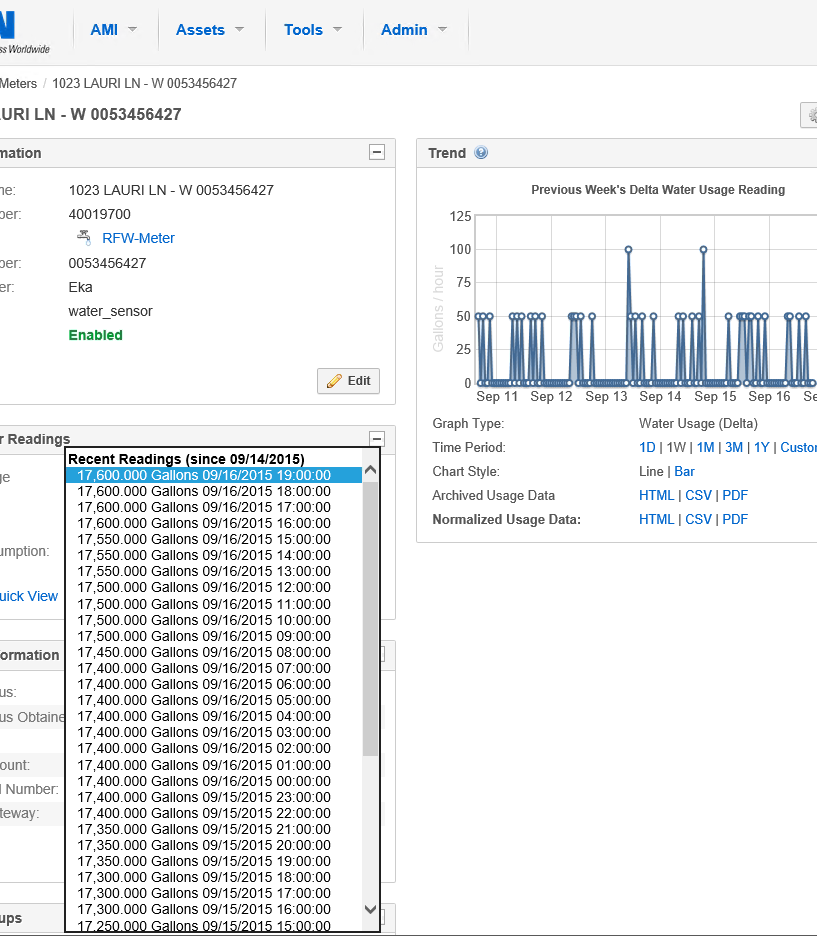 N
ss Worldwide
AMI
Assets
Tools
Admin
Meters / 1023 LAURI LN - W 0053456427
URI LN - W 0053456427
mation
ne: 1023 LAURI LN - W 0053456427
ber: 40019700
RFW-Meter
ber: 0053456427
er: Eka
water_sensor
Enabled
Edit
Trend
Previous Week's Delta Water Usage Reading
Gallons / hour
125
100
75
50
25
0
Sep 11 Sep 12 Sep 13 Sep 14 Sep 15 Sep 16 Se
Graph Type: Water Usage (Delta)
Time Period: 1D | 1W | 1M | 3M | 1Y | Custor
Chart Style: Line | Bar
Archived Usage Data HTML | CSV | PDF
Normalized Usage Data: HTML | CSV | PDF
r Readings
ge
umption:
uick View
Recent Readings (since 09/14/2015)
17,600.000 Gallons 09/16/2015 19:00:00
17,600.000 Gallons 09/16/2015 18:00:00
17,600.000 Gallons 09/16/2015 17:00:00
17,600.000 Gallons 09/16/2015 16:00:00
17,550.000 Gallons 09/16/2015 15:00:00
17,550.000 Gallons 09/16/2015 14:00:00
17,550.000 Gallons 09/16/2015 13:00:00
17,500.000 Gallons 09/16/2015 12:00:00
17,500.000 Gallons 09/16/2015 11:00:00
17,500.000 Gallons 09/16/2015 10:00:00
17,500.000 Gallons 09/16/2015 09:00:00
17,450.000 Gallons 09/16/2015 08:00:00
17,400.000 Gallons 09/16/2015 07:00:00
17,400.000 Gallons 09/16/2015 06:00:00
17,400.000 Gallons 09/16/2015 05:00:00
17,400.000 Gallons 09/16/2015 04:00:00
17,400.000 Gallons 09/16/2015 03:00:00
17,400.000 Gallons 09/16/2015 02:00:00
17,400.000 Gallons 09/16/2015 01:00:00
17,400.000 Gallons 09/16/2015 00:00:00
17,400.000 Gallons 09/15/2015 23:00:00
17,400.000 Gallons 09/15/2015 22:00:00
17,350.000 Gallons 09/15/2015 21:00:00
17,350.000 Gallons 09/15/2015 20:00:00
17,350.000 Gallons 09/15/2015 19:00:00
17,300.000 Gallons 09/15/2015 18:00:00
17,300.000 Gallons 09/15/2015 17:00:00
17,300.000 Gallons 09/15/2015 16:00:00
17,250.000 Gallons 09/15/2015 15:00:00
ormation
us:
us Obtaine
ount:
l Number:
teway:
ups